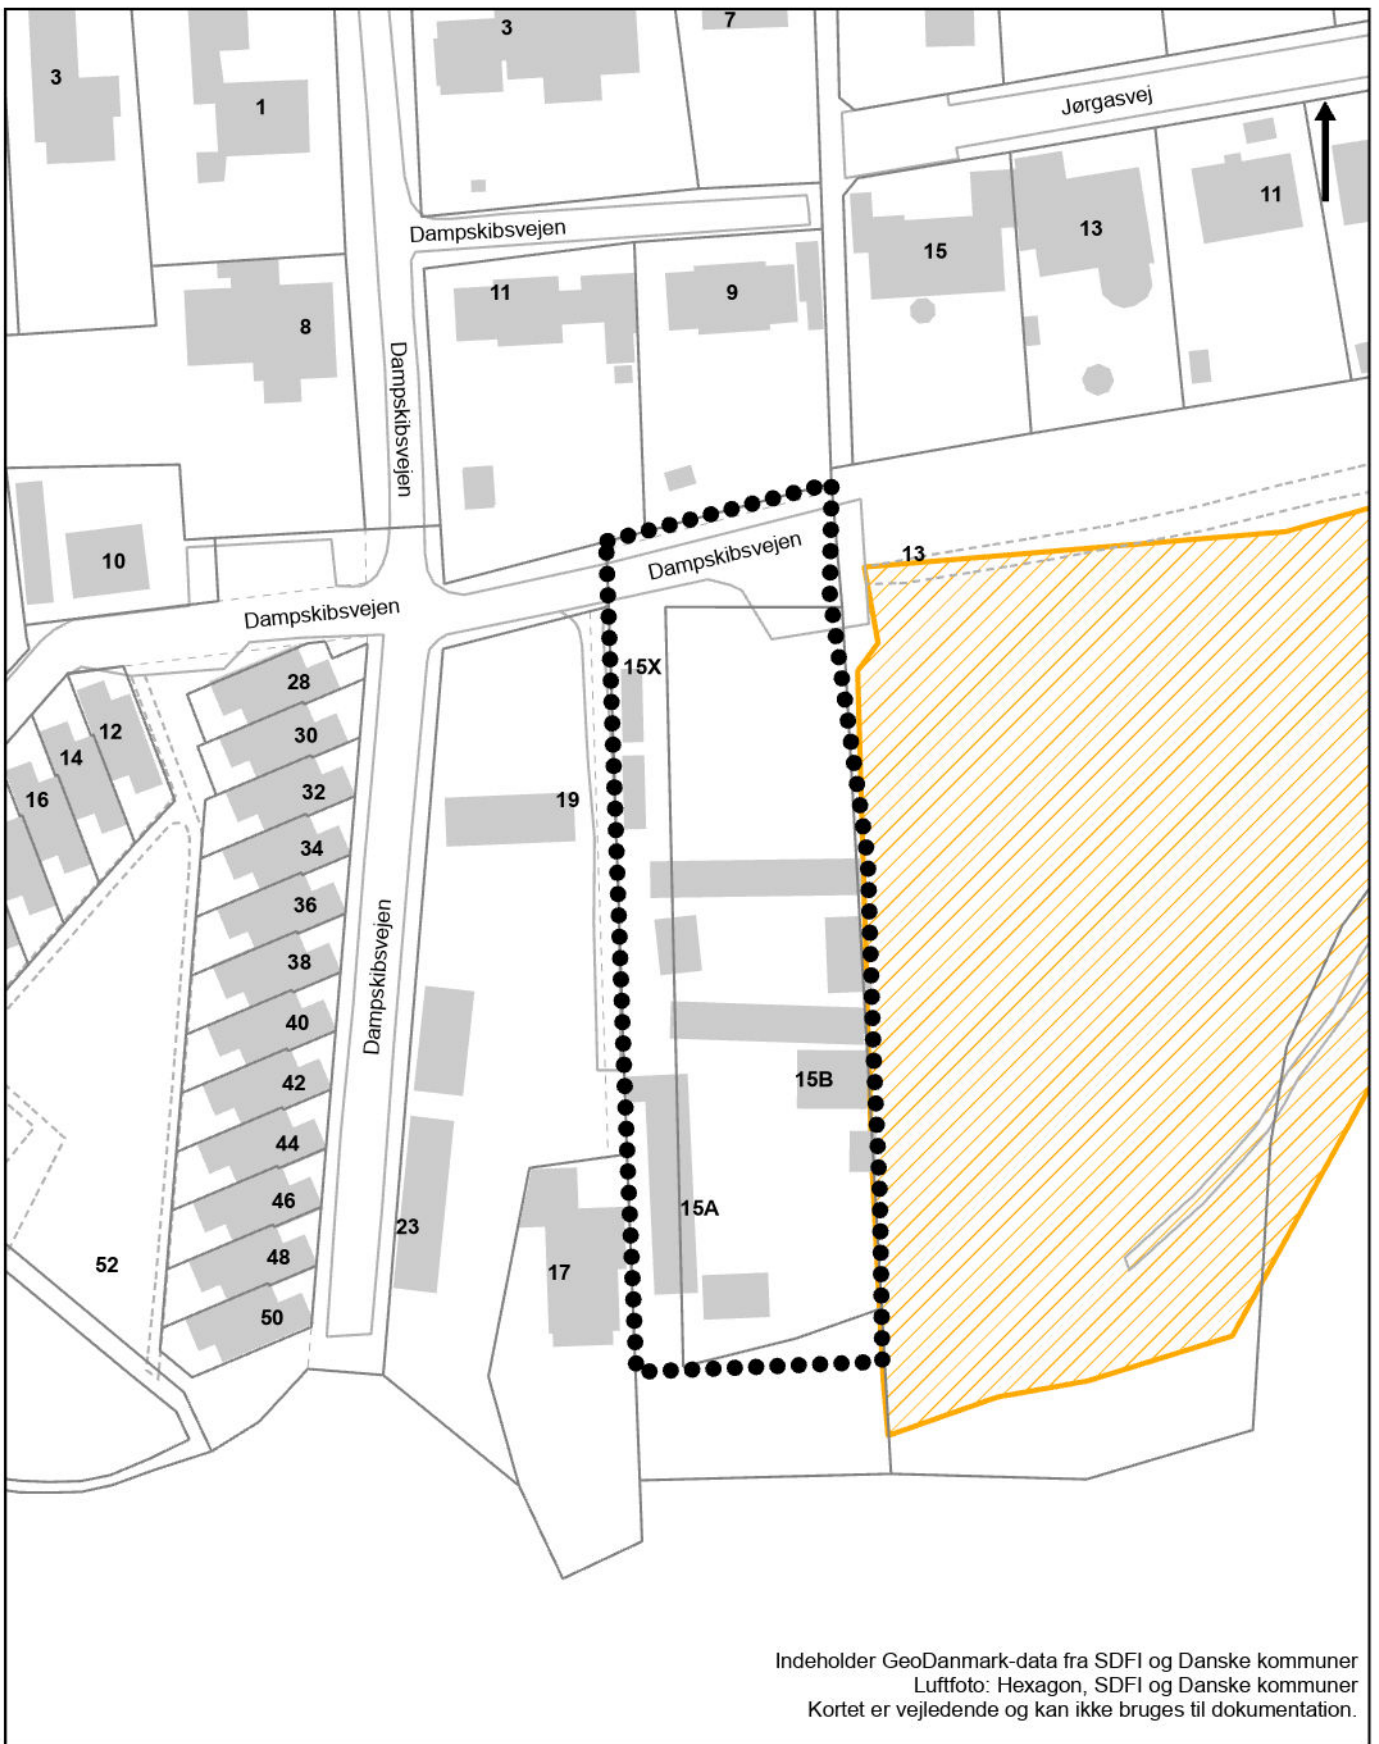 3
7
3
1
Jørgasvej
11
13
15
Dampskibsvejen
11
9
8
Dampskibsvejen
10
Dampskibsvejen
13
Dampskibsvejen
15X
28
12
30
14
32
16
19
34
36
Dampskibsvejen
38
40
42
15B
44
46
15A
23
48
52
17
50
Indeholder GeoDanmark-data fra SDFI og Danske kommuner
Luftfoto: Hexagon, SDFI og Danske kommuner
Kortet er vejledende og kan ikke bruges til dokumentation.